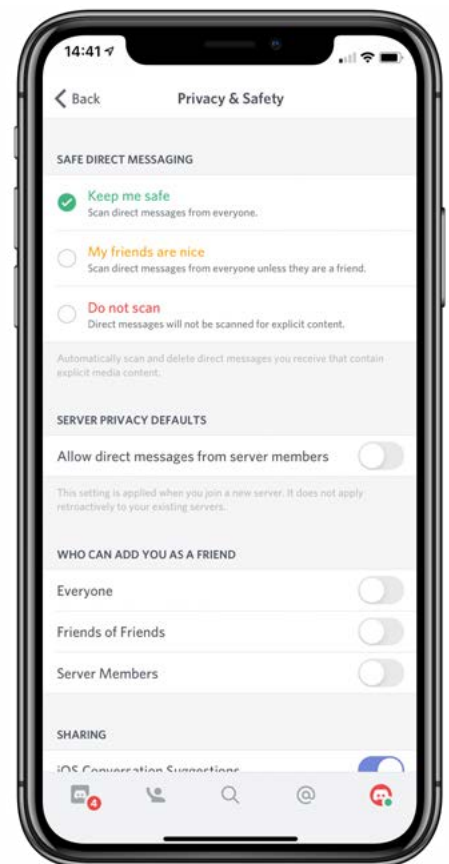 14:41
Back
Privacy & Safety
SAFE DIRECT MESSAGING
Keep me safe
Scan direct messages from everyone.
My friends are nice
Scan direct messages from everyone unless they are a friend.
Do not scan
Direct messages will not be scanned for explicit content.
Automatically scan and delete direct messages you receive that contain
explicit media content.
SERVER PRIVACY DEFAULTS
Allow direct messages from server members
This setting is applied when you join a new server. It does not apply
retroactively to your existing servers.
WHO CAN ADD YOU AS A FRIEND
Everyone
Friends of Friends
Server Members
SHARING
iOS Conversation Suggestions
4
@